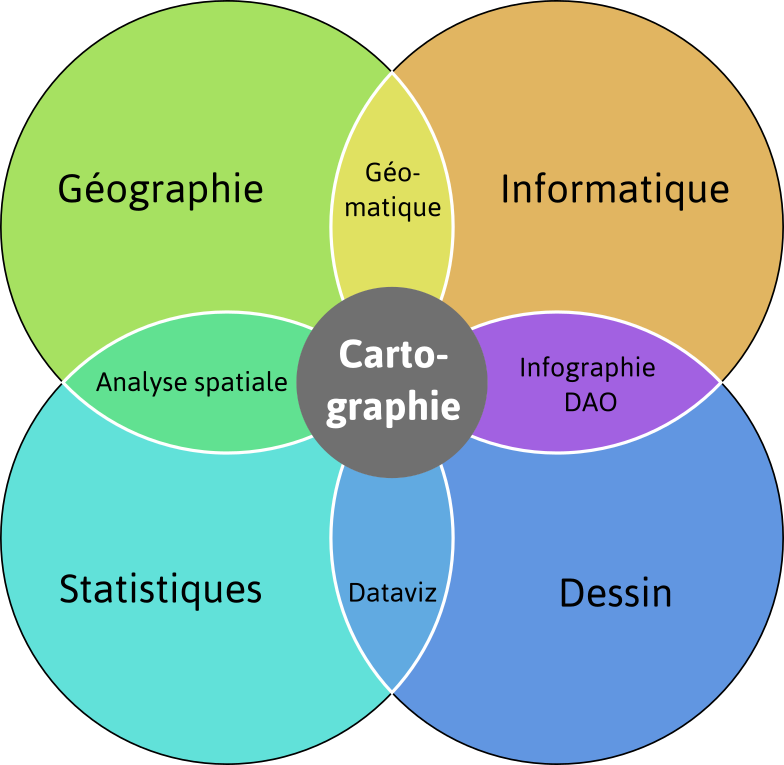 Géo-
matique
Géographie
Informatique
Carto-
graphie
Analyse spatiale
Infographie
DAO
Statistiques
Dataviz
Dessin